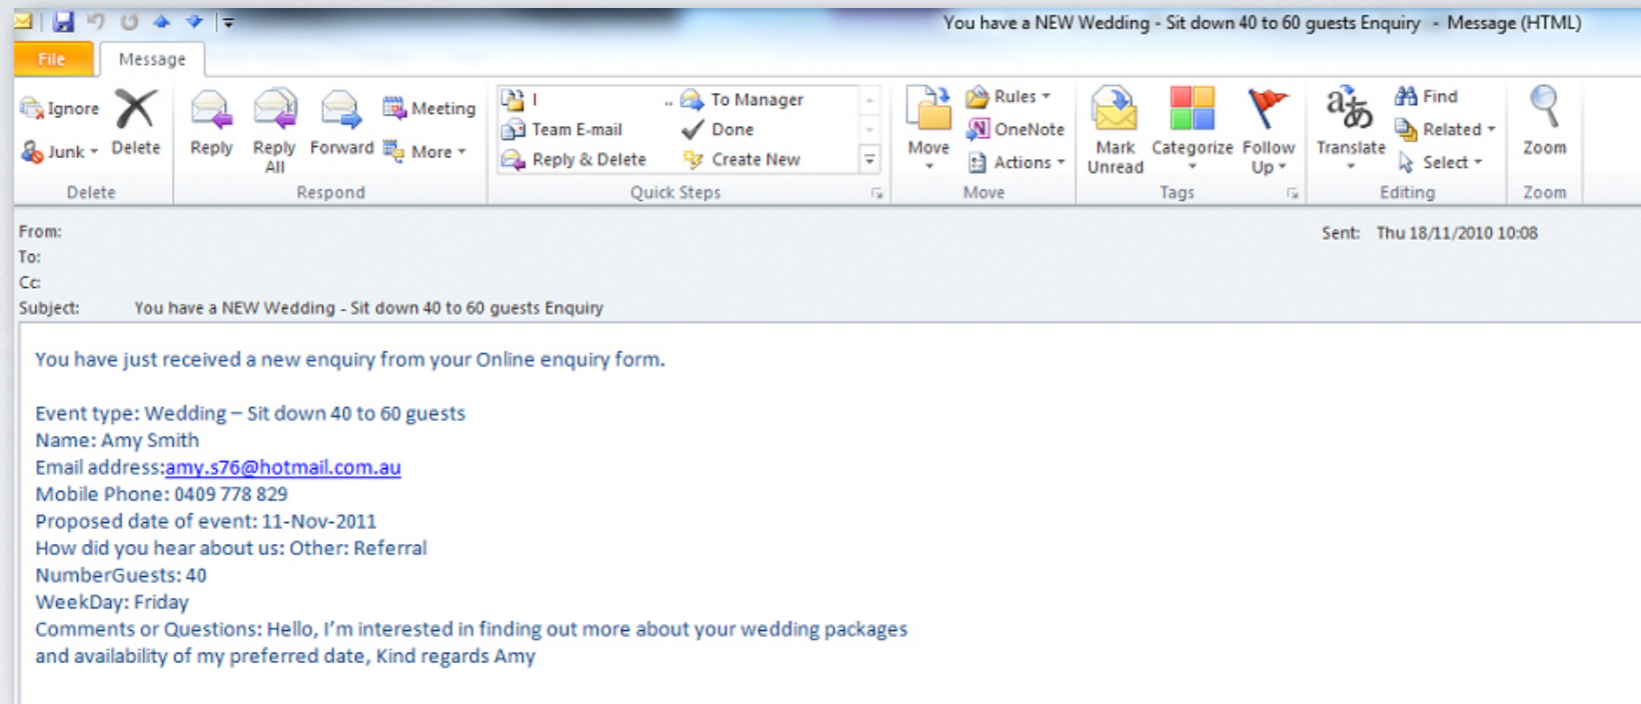 You have a NEW Wedding - Sit down 40 to 60 guests Enquiry - Message (HTML)
File Message
Ignore
Junk
Delete
Reply
Reply All
Forward
Meeting
More
I .. To Manager
Team E-mail Done
Reply & Delete Create New
Move
Rules
OneNote
Actions
Mark Unread
Categorize
Follow Up
Translate
Find
Related
Select
Zoom
Delete Respond Quick Steps Move Tags Editing Zoom
From: Sent: Thu 18/11/2010 10:08
To:
Cc:
Subject: You have a NEW Wedding - Sit down 40 to 60 guests Enquiry
You have just received a new enquiry from your Online enquiry form.
Event type: Wedding – Sit down 40 to 60 guests
Name: Amy Smith
Email address:amy.s76@hotmail.com.au
Mobile Phone: 0409 778 829
Proposed date of event: 11-Nov-2011
How did you hear about us: Other: Referral
NumberGuests: 40
WeekDay: Friday
Comments or Questions: Hello, I'm interested in finding out more about your wedding packages
and availability of my preferred date, Kind regards Amy